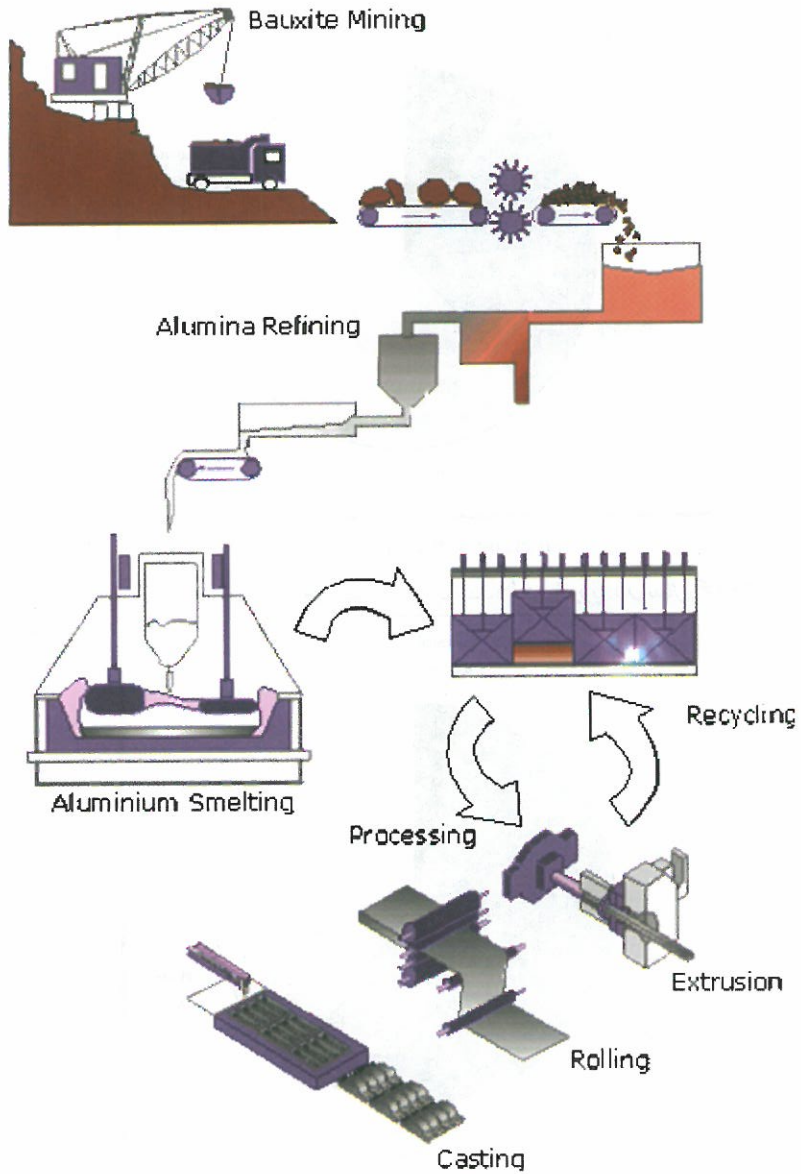 Bauxite Mining
Alumina Refining
Aluminium Smelting
Recycling
Processing
Extrusion
Rolling
Casting